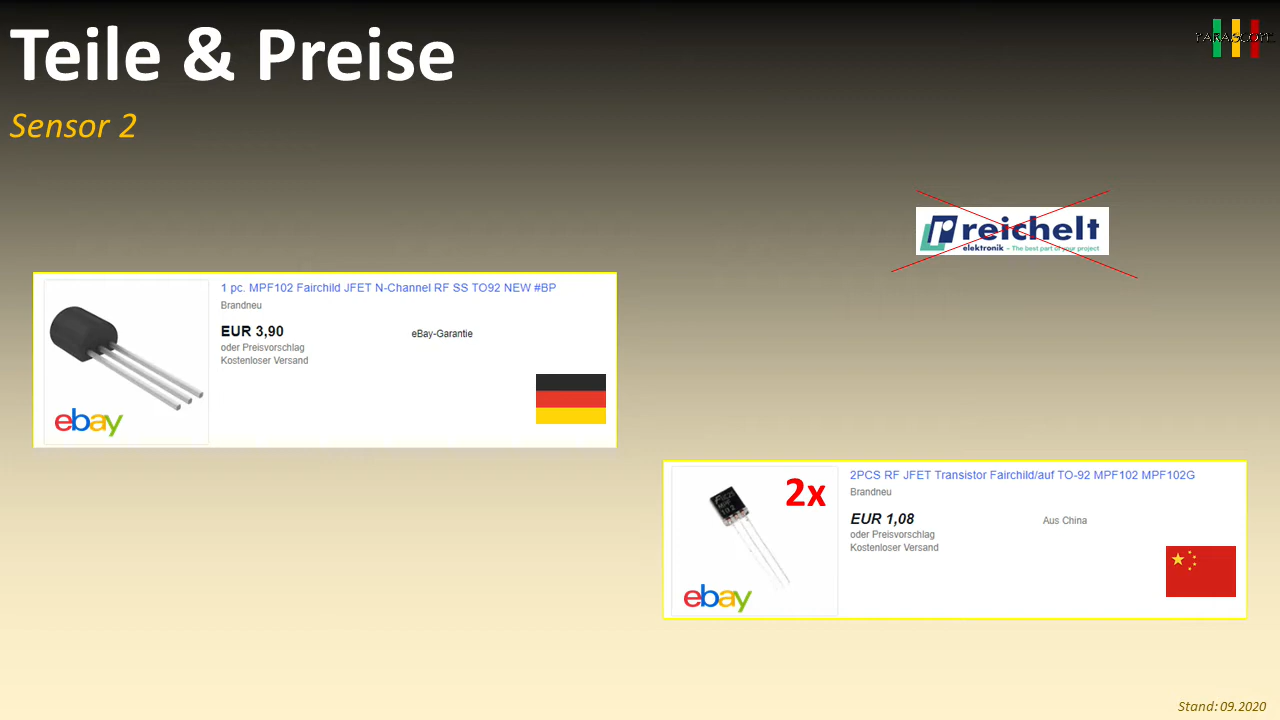 Teile & Preise
TARASCOTT
Sensor 2
reichelt
elektronik – The best part of your project
1 pc. MPF102 Fairchild JFET N-Channel RF SS TO92 NEW #BP
Brandneu
EUR 3,90
eBay-Garantie
oder Preisvorschlag
Kostenloser Versand
ebay
2PCS RF JFET Transistor Fairchild/auf TO-92 MPF102 MPF102G
2x
Brandneu
EUR 1,08
Aus China
oder Preisvorschlag
Kostenloser Versand
ebay
Stand: 09.2020